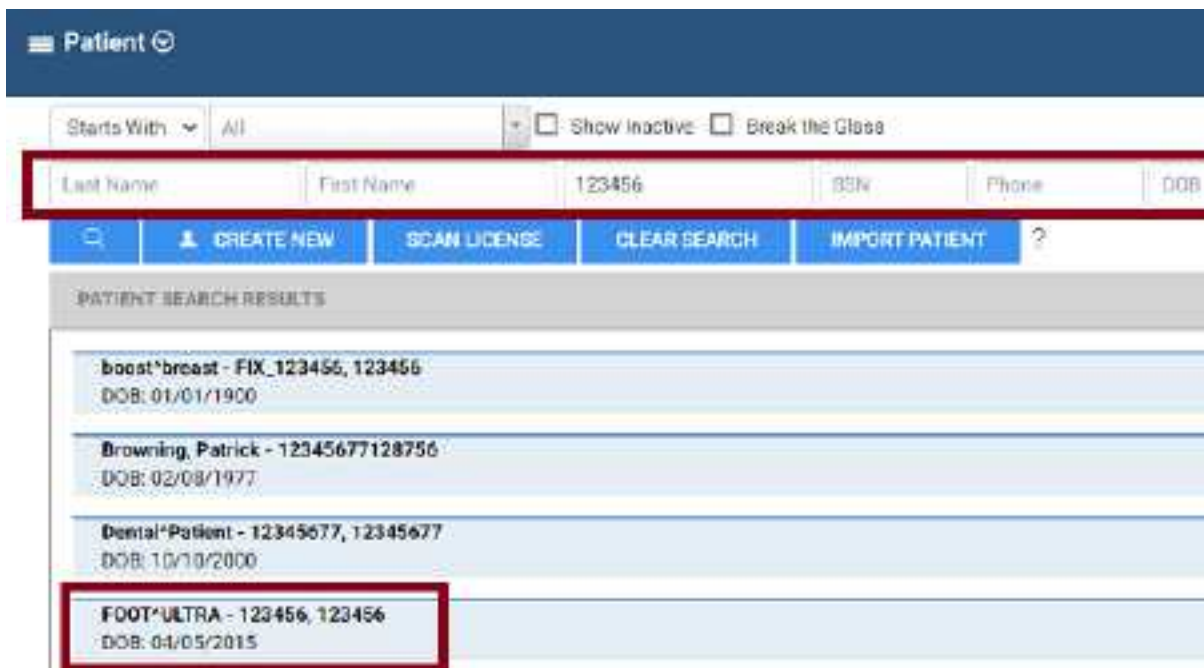 Patient
Starts With All Show Inactive Break the Glass
Last Name First Name 123456 SSN Phone DOB
CREATE NEW SCAN LICENSE CLEAR SEARCH IMPORT PATIENT ?
PATIENT SEARCH RESULTS
boost^breast - FIX_123456, 123456
DOB: 01/01/1900
Browning, Patrick - 12345677128756
DOB: 02/08/1977
Dental^Patient - 12345677, 12345677
DOB: 10/10/2000
FOOT^ULTRA - 123456, 123456
DOB: 04/05/2015